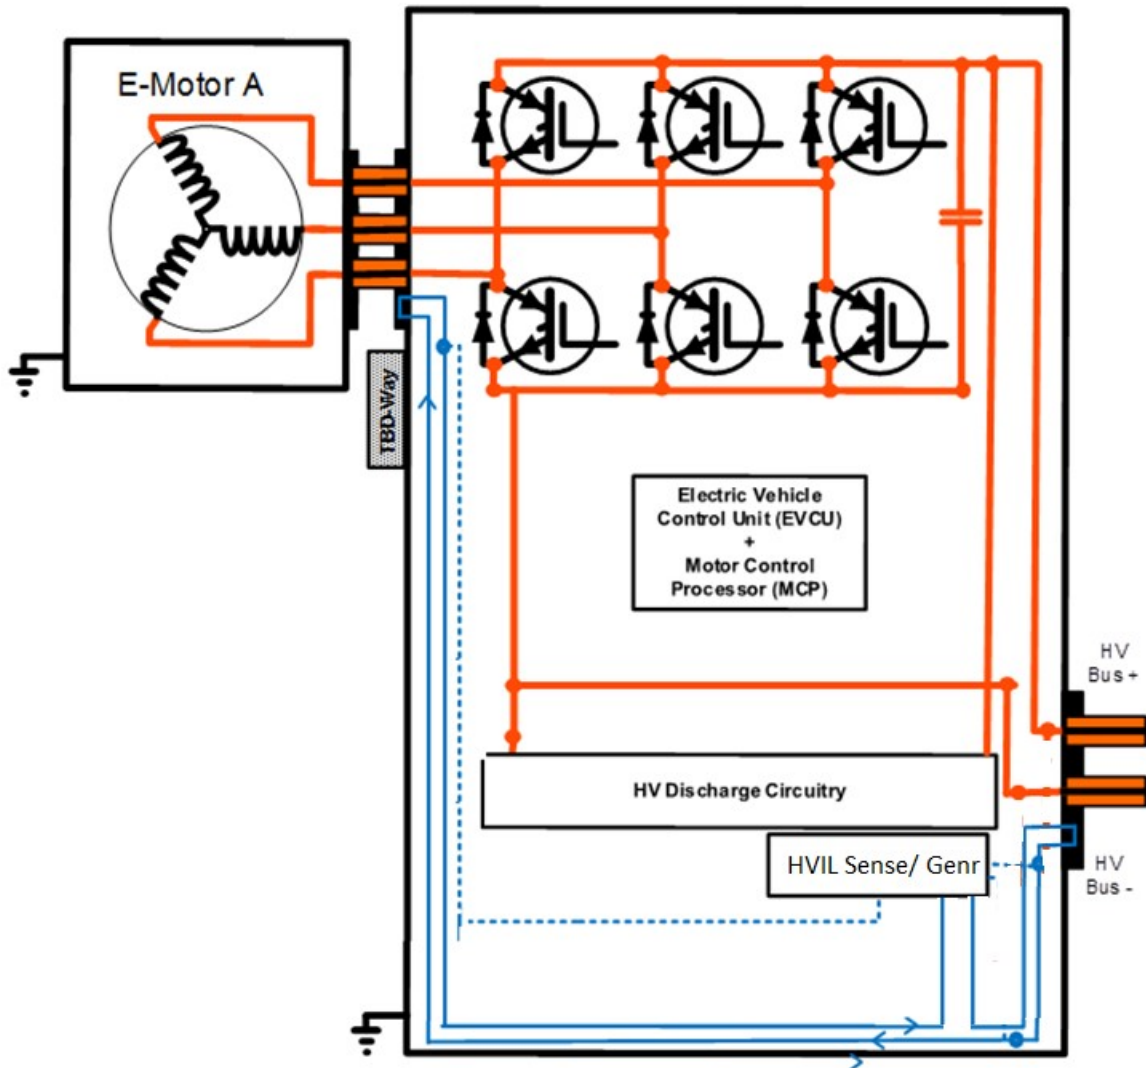 E-Motor A
TBD-Way
Electric Vehicle
Control Unit (EVCU)
+
Motor Control
Processor (MCP)
HV
Bus +
HV Discharge Circuitry
HVIL Sense/ Genr
HV
Bus -